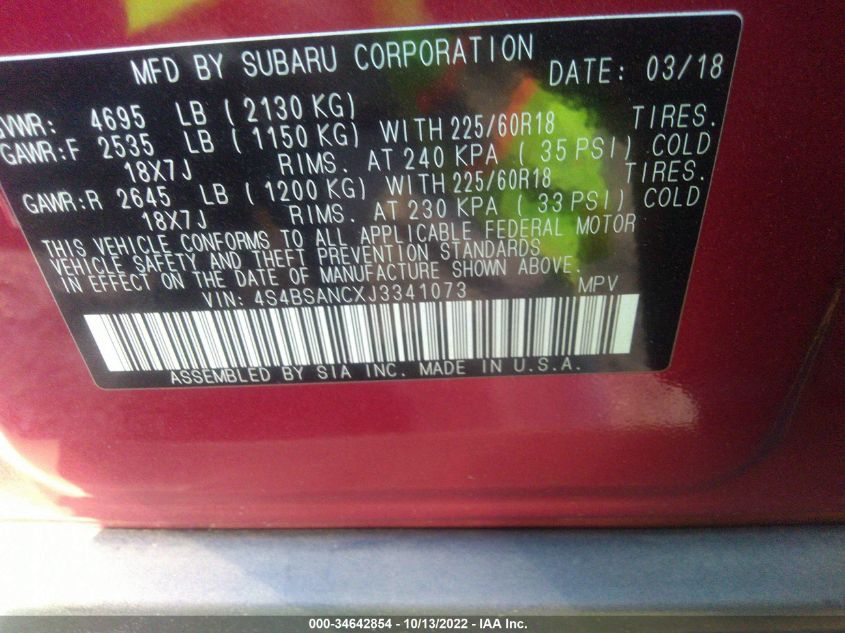 MFD BY SUBARU CORPORATION DATE: 03/18
GVWR: 4695 LB (2130 KG)
GAWR:F 2535 LB (1150 KG) WITH 225/60R18 TIRES.
18X7J RIMS. AT 240 KPA (35 PSI) COLD
GAWR:R 2645 LB (1200 KG) WITH 225/60R18 TIRES.
18X7J RIMS. AT 230 KPA (33 PSI) COLD
THIS VEHICLE CONFORMS TO ALL APPLICABLE FEDERAL MOTOR
VEHICLE SAFETY AND THEFT PREVENTION STANDARDS
IN EFFECT ON THE DATE OF MANUFACTURE SHOWN ABOVE.
VIN: 4S4BSANCXJ3341073 MPV
ASSEMBLED BY SIA INC. MADE IN U.S.A.
000-34642854 - 10/13/2022 - IAA Inc.